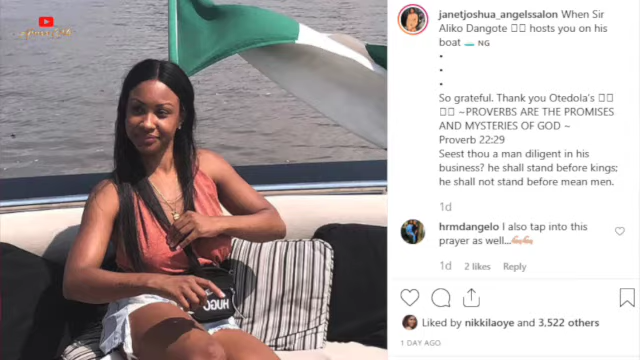 janetjoshua_angelssalon When Sir
Aliko Dangote hosts you on his
boat NG
•
•
•
So grateful. Thank you Otedola's
~PROVERBS ARE THE PROMISES
AND MYSTERIES OF GOD ~
Proverb 22:29
Seest thou a man diligent in his
business? he shall stand before kings;
he shall not stand before mean men.
1d
hrmdangelo I also tap into this
prayer as well...
1d 2 likes Reply
Liked by nikkilaoye and 3,522 others
1 DAY AGO
HUGO